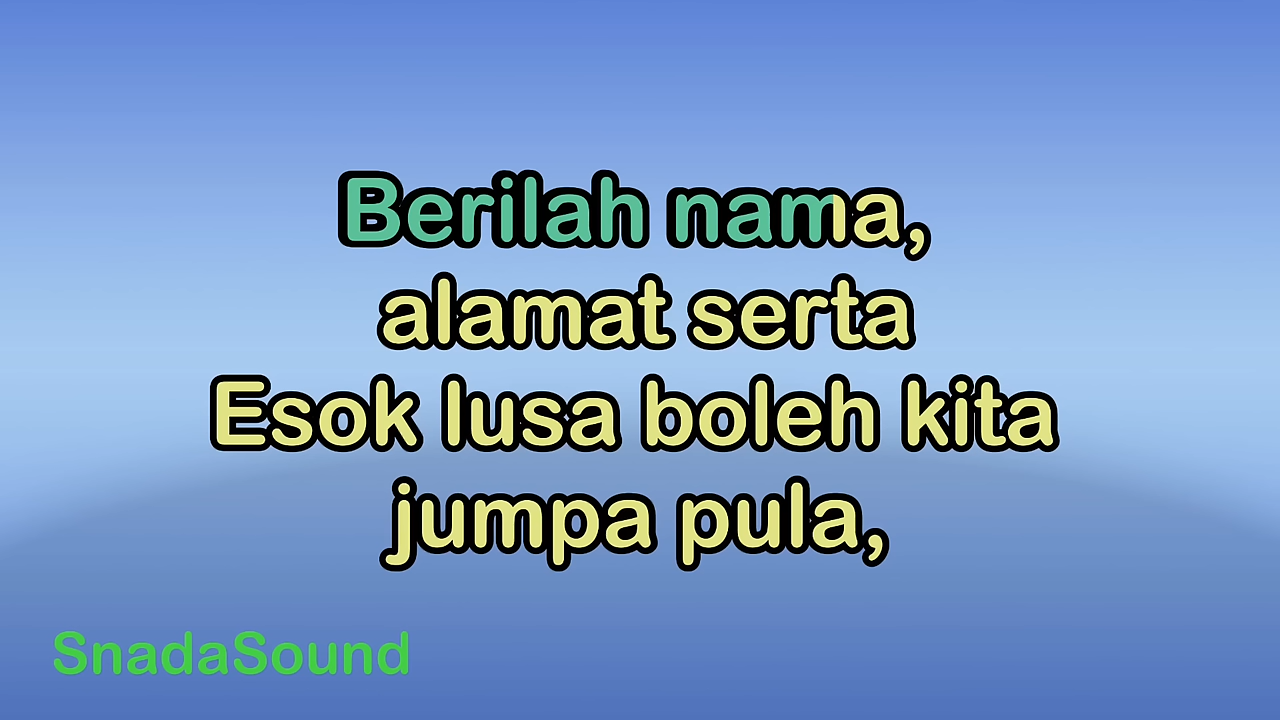 Berilah nama,
alamat serta
Esok lusa boleh kita
jumpa pula,
SnadaSound